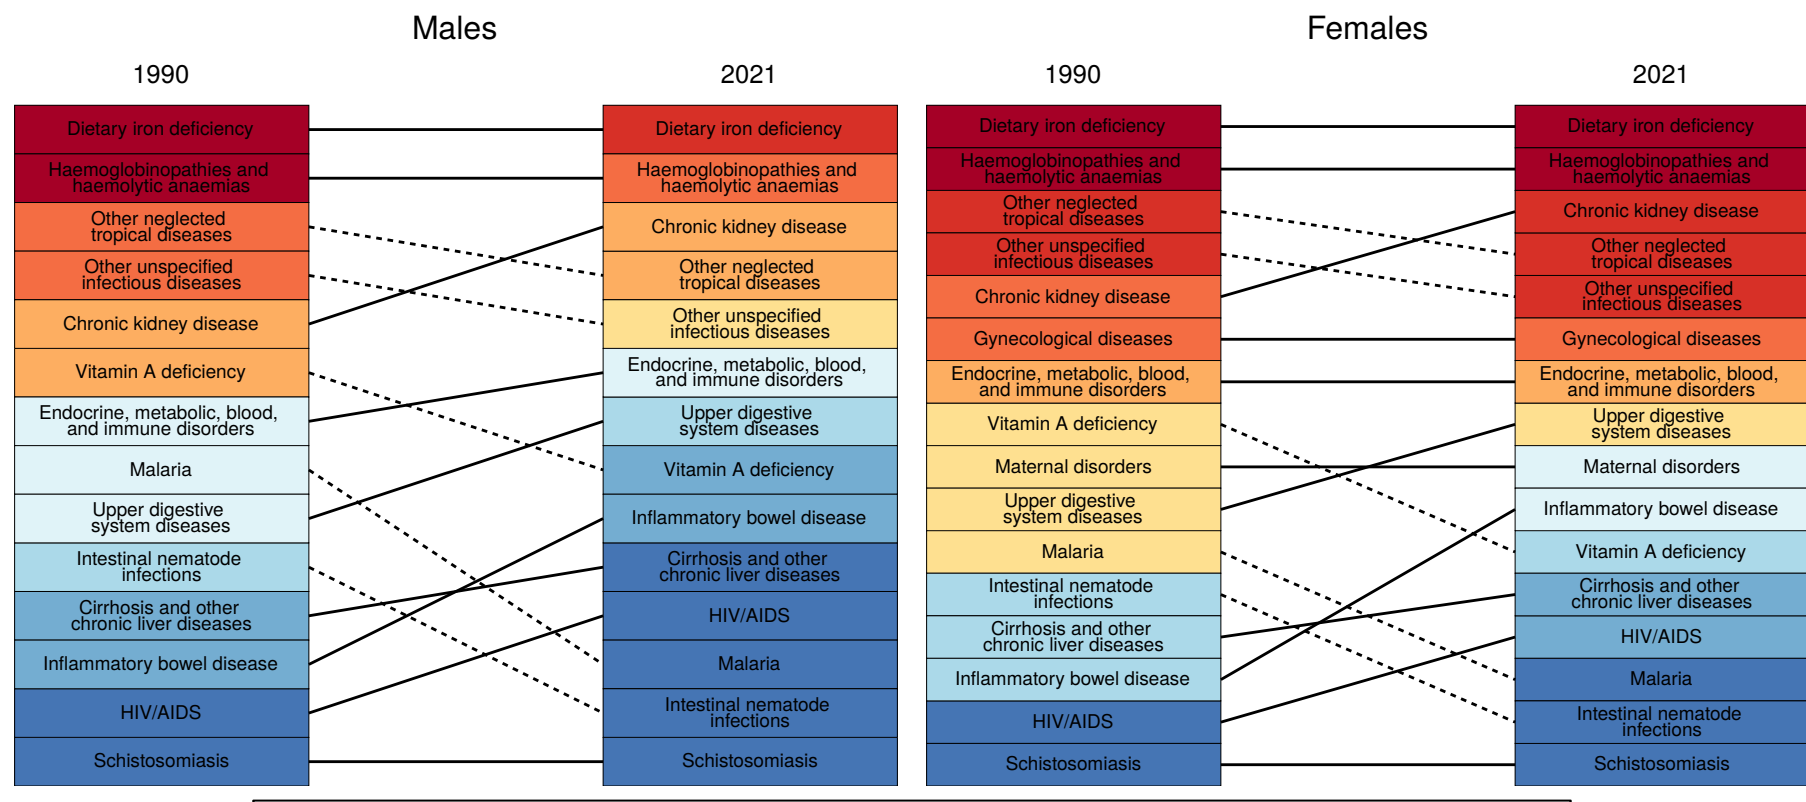 Males
1990
2021
Dietary iron deficiency
Haemoglobinopathies and
haemolytic anaemias
Other neglected
tropical diseases
Other unspecified
infectious diseases
Chronic kidney disease
Vitamin A deficiency
Endocrine, metabolic, blood,
and immune disorders
Malaria
Upper digestive
system diseases
Intestinal nematode
infections
Cirrhosis and other
chronic liver diseases
Inflammatory bowel disease
HIV/AIDS
Schistosomiasis
Dietary iron deficiency
Haemoglobinopathies and
haemolytic anaemias
Chronic kidney disease
Other neglected
tropical diseases
Other unspecified
infectious diseases
Endocrine, metabolic, blood,
and immune disorders
Upper digestive
system diseases
Vitamin A deficiency
Inflammatory bowel disease
Cirrhosis and other
chronic liver diseases
HIV/AIDS
Malaria
Intestinal nematode
infections
Schistosomiasis
Females
1990
2021
Dietary iron deficiency
Haemoglobinopathies and
haemolytic anaemias
Other neglected
tropical diseases
Other unspecified
infectious diseases
Chronic kidney disease
Gynecological diseases
Endocrine, metabolic, blood,
and immune disorders
Vitamin A deficiency
Maternal disorders
Upper digestive
system diseases
Malaria
Intestinal nematode
infections
Cirrhosis and other
chronic liver diseases
Inflammatory bowel disease
HIV/AIDS
Schistosomiasis
Dietary iron deficiency
Haemoglobinopathies and
haemolytic anaemias
Chronic kidney disease
Other neglected
tropical diseases
Other unspecified
infectious diseases
Gynecological diseases
Endocrine, metabolic, blood,
and immune disorders
Upper digestive
system diseases
Maternal disorders
Inflammatory bowel disease
Vitamin A deficiency
Cirrhosis and other
chronic liver diseases
HIV/AIDS
Malaria
Intestinal nematode
infections
Schistosomiasis